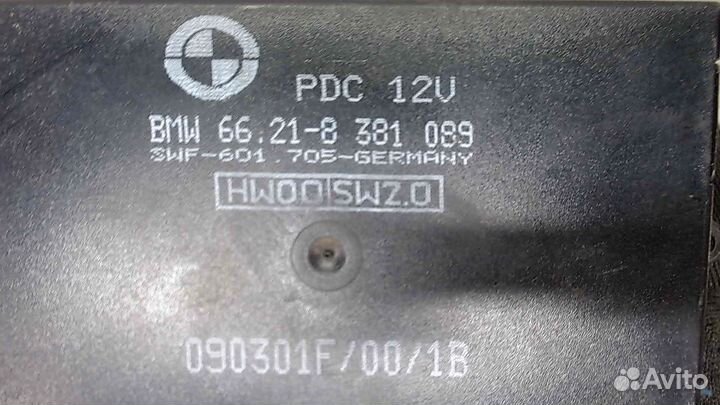 PDC 12V
BMW 66.21-8 381 089
SWF-601.705-GERMANY
HW00 SW2.0
090301F/00/1B
Avito